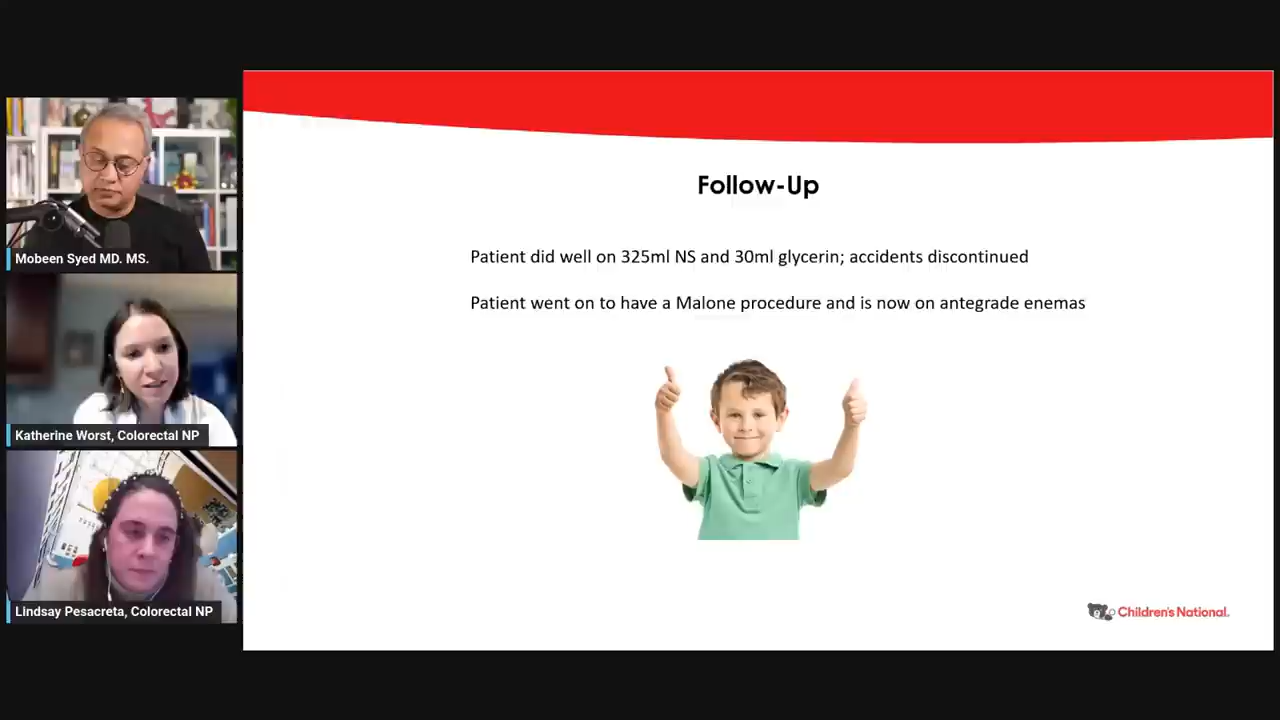 Mobeen Syed MD. MS.
Katherine Worst, Colorectal NP
Lindsay Pesacreta, Colorectal NP
Follow-Up
Patient did well on 325ml NS and 30ml glycerin; accidents discontinued
Patient went on to have a Malone procedure and is now on antegrade enemas
Children's National.